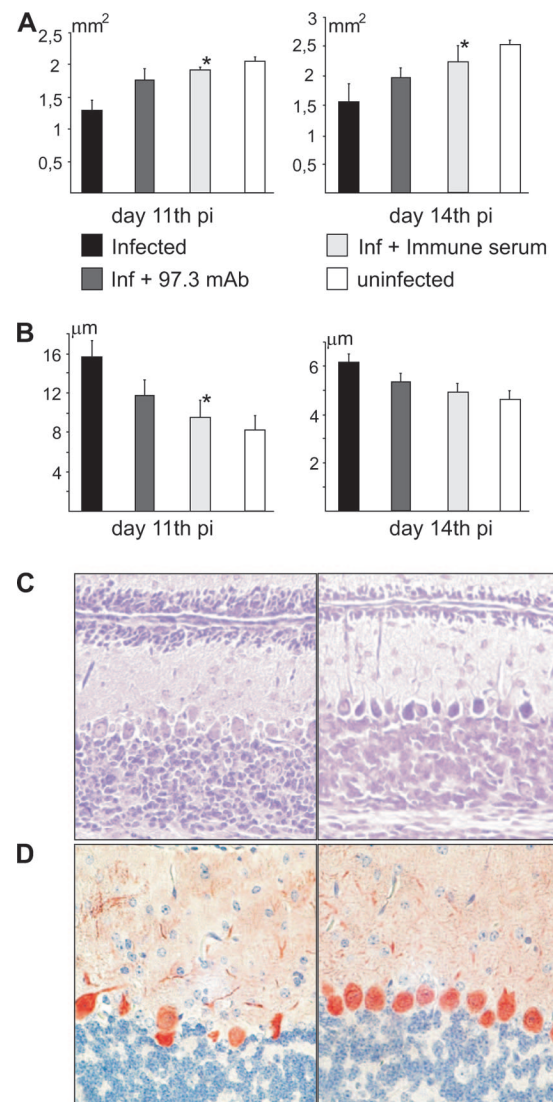 A
mm2
2,5
2
1,5
1
0,5
*
day 11th pi
mm2
3
2,5
2
1,5
1
0,5
*
day 14th pi
Infected
Inf + Immune serum
Inf + 97.3 mAb
uninfected
B
μm
16
12
8
4
*
day 11th pi
μm
6
4
2
day 14th pi
C
D